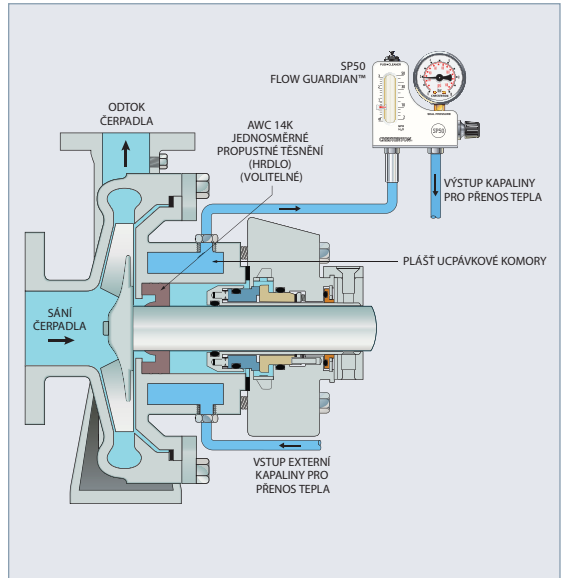 SP50
FLOW GUARDIAN™
ODTOK
ČERPADLA
AWC 14K
JEDNOSMĚRNÉ
PROPUSTNÉ TĚSNĚNÍ
(HRDLO)
(VOLITELNÉ)
SP50
CHESTERTON
VÝSTUP KAPALINY
PRO PŘENOS TEPLA
PLÁŠŤ UCPÁVKOVÉ KOMORY
SÁNÍ
ČERPADLA
VSTUP EXTERNÍ
KAPALINY PRO
PŘENOS TEPLA